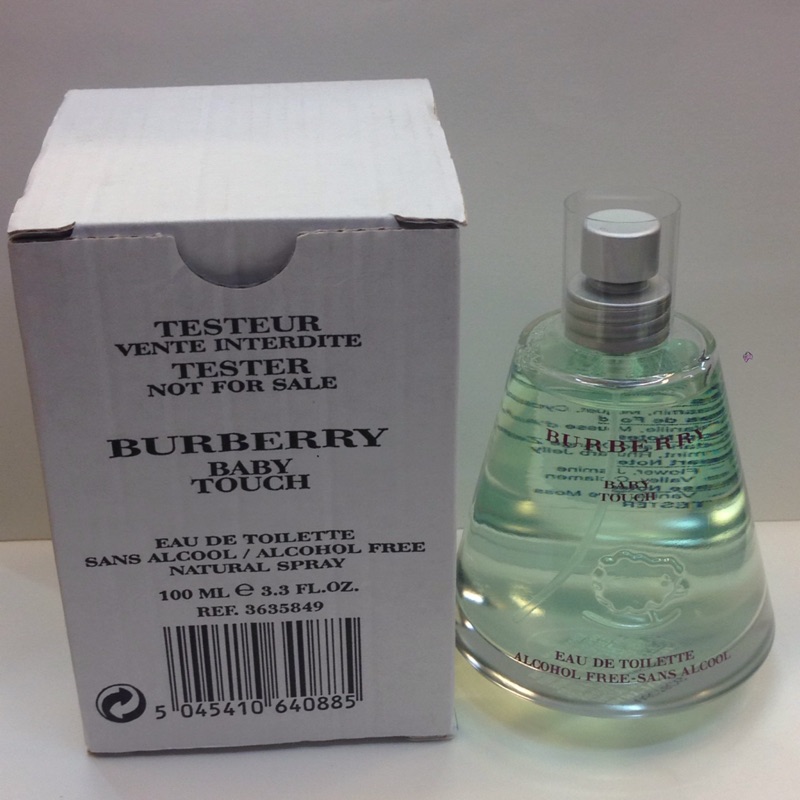 TESTEUR
VENTE INTERDITE
TESTER
NOT FOR SALE
BURBERRY
BABY
TOUCH
EAU DE TOILETTE
SANS ALCOOL / ALCOHOL FREE
NATURAL SPRAY
100 ML ℮ 3.3 FL.OZ.
REF. 3635849
5 045410 640885
BURBERRY
BABY
TOUCH
EAU DE TOILETTE
ALCOHOL FREE-SANS ALCOOL
TESTER